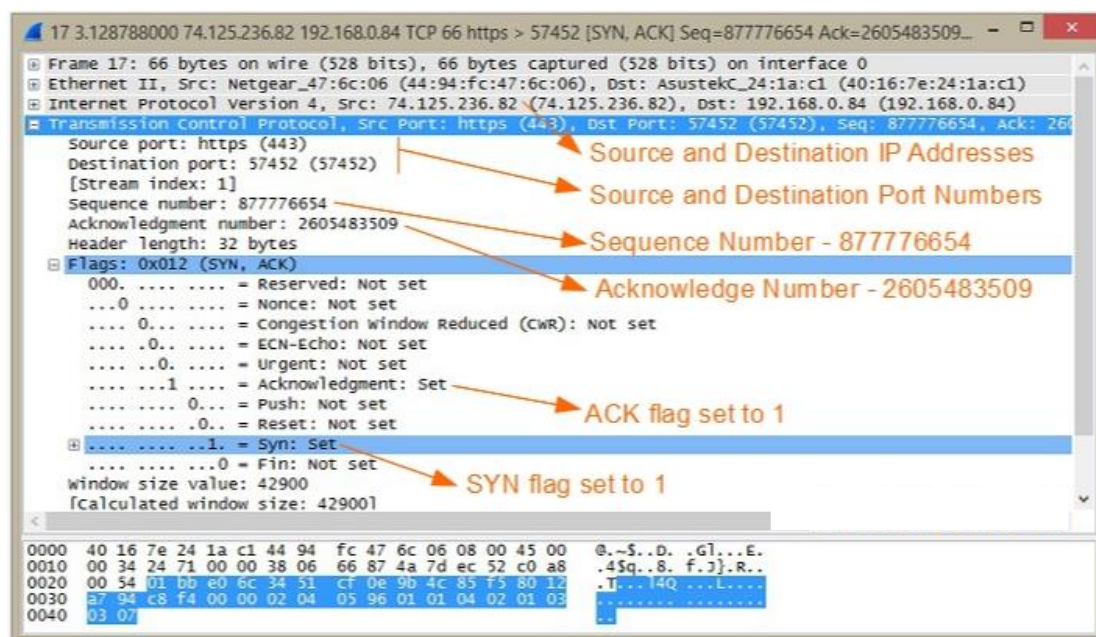 17 3.128788000 74.125.236.82 192.168.0.84 TCP 66 https > 57452 [SYN, ACK] Seq=877776654 Ack=2605483509...
Frame 17: 66 bytes on wire (528 bits), 66 bytes captured (528 bits) on interface 0
Ethernet II, Src: Netgear_47:6c:06 (44:94:fc:47:6c:06), Dst: AsustekC_24:1a:c1 (40:16:7e:24:1a:c1)
Internet Protocol Version 4, Src: 74.125.236.82 (74.125.236.82), Dst: 192.168.0.84 (192.168.0.84)
Transmission Control Protocol, Src Port: https (443), Dst Port: 57452 (57452), Seq: 877776654, Ack: 260
Source port: https (443)
Source and Destination IP Addresses
Destination port: 57452 (57452)
[Stream index: 1]
Source and Destination Port Numbers
Sequence number: 877776654
Acknowledgment number: 2605483509
Sequence Number - 877776654
Header length: 32 bytes
Flags: 0x012 (SYN, ACK)
000. .... .... = Reserved: Not set
Acknowledge Number - 2605483509
...0 .... .... = Nonce: Not set
.... 0... .... = Congestion Window Reduced (CWR): Not set
.... .0.. .... = ECN-Echo: Not set
.... ..0. .... = Urgent: Not set
.... ...1 .... = Acknowledgment: Set
.... .... 0... = Push: Not set
ACK flag set to 1
.... .... .0.. = Reset: Not set
.... .... ..1. = Syn: Set
.... .... ...0 = Fin: Not set
Window size value: 42900
SYN flag set to 1
[Calculated window size: 42900]
0000 40 16 7e 24 1a c1 44 94 fc 47 6c 06 08 00 45 00 @.~$..D. .Gl...E.
0010 00 34 24 71 00 00 38 06 66 87 4a 7d ec 52 c0 a8 .4$q..8. f.J}.R..
0020 00 54 01 bb e0 6c 34 51 cf 0e 9b 4c 85 f5 80 12 .T...l4Q ...L....
0030 a7 94 c8 f4 00 00 02 04 05 96 01 01 04 02 01 03 ........ ........
0040 03 07 ..